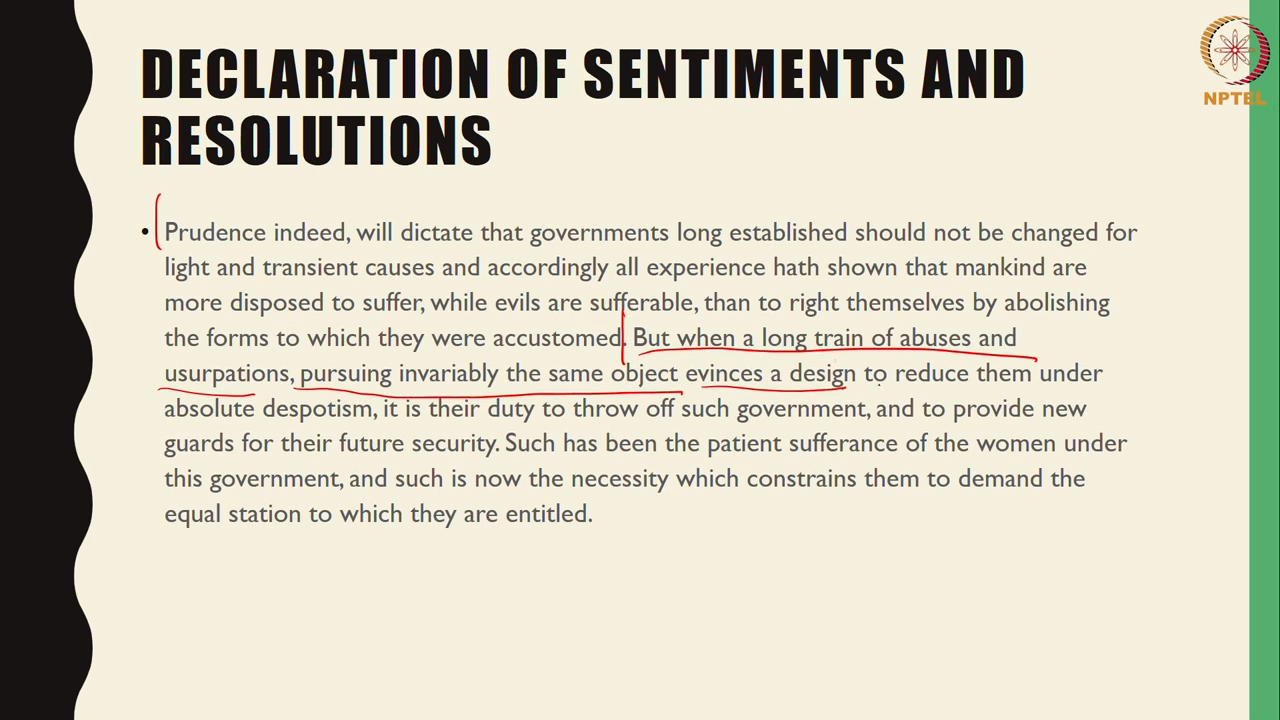 DECLARATION OF SENTIMENTS AND
RESOLUTIONS
NPTEL
• Prudence indeed, will dictate that governments long established should not be changed for
light and transient causes and accordingly all experience hath shown that mankind are
more disposed to suffer, while evils are sufferable, than to right themselves by abolishing
the forms to which they were accustomed. But when a long train of abuses and
usurpations, pursuing invariably the same object evinces a design to reduce them under
absolute despotism, it is their duty to throw off such government, and to provide new
guards for their future security. Such has been the patient sufferance of the women under
this government, and such is now the necessity which constrains them to demand the
equal station to which they are entitled.